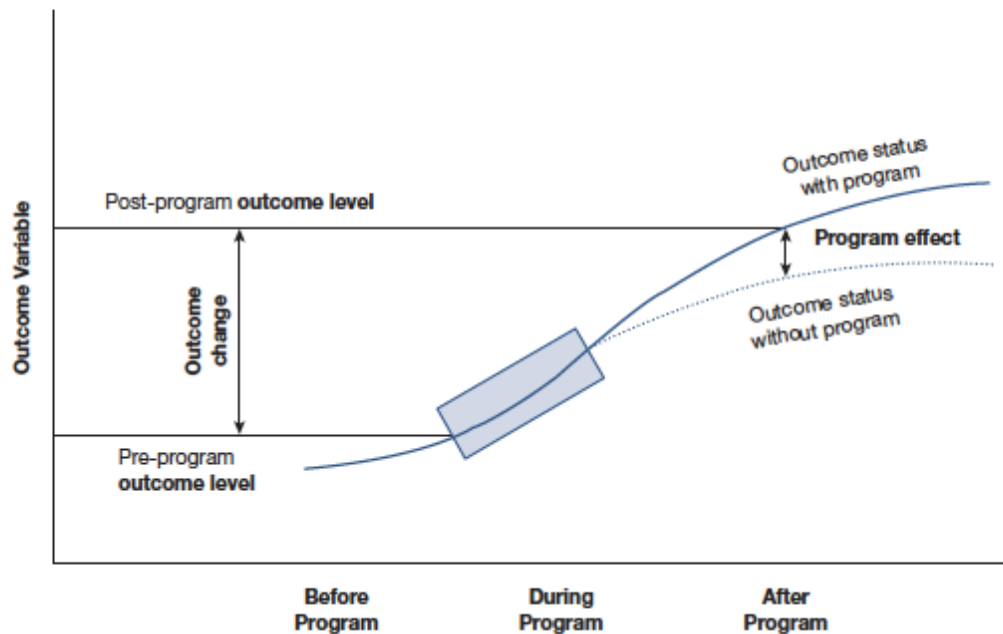 Outcome status
with program
Post-program outcome level
Program effect
Outcome Variable
Outcome
change
Outcome status
without program
Pre-program
outcome level
Before
Program
During
Program
After
Program